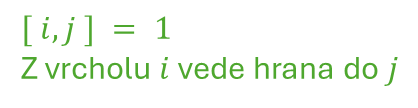 [ i,j ] = 1
Z vrcholu i vede hrana do j